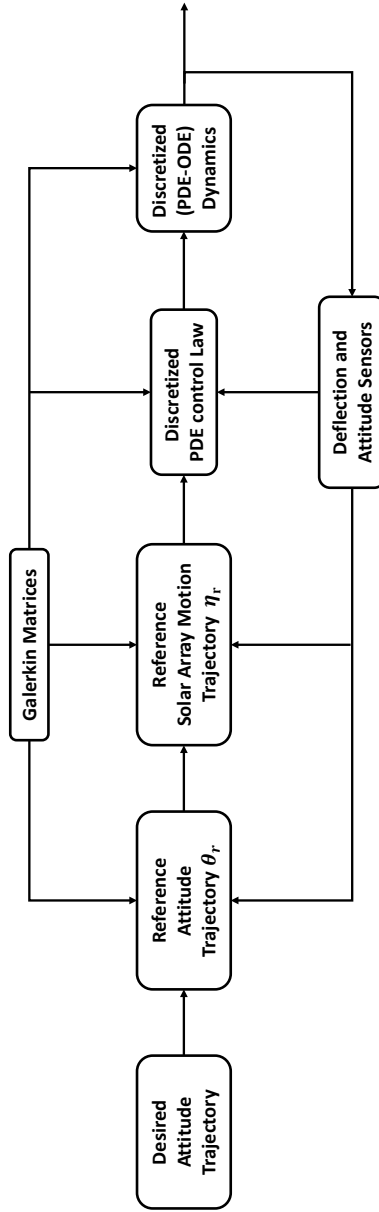 Galerkin Matrices
Desired
Attitude
Trajectory
Reference
Attitude
Trajectory θr
Reference
Solar Array Motion
Trajectory ηr
Discretized
PDE control Law
Discretized
(PDE-ODE)
Dynamics
Deflection and
Attitude Sensors